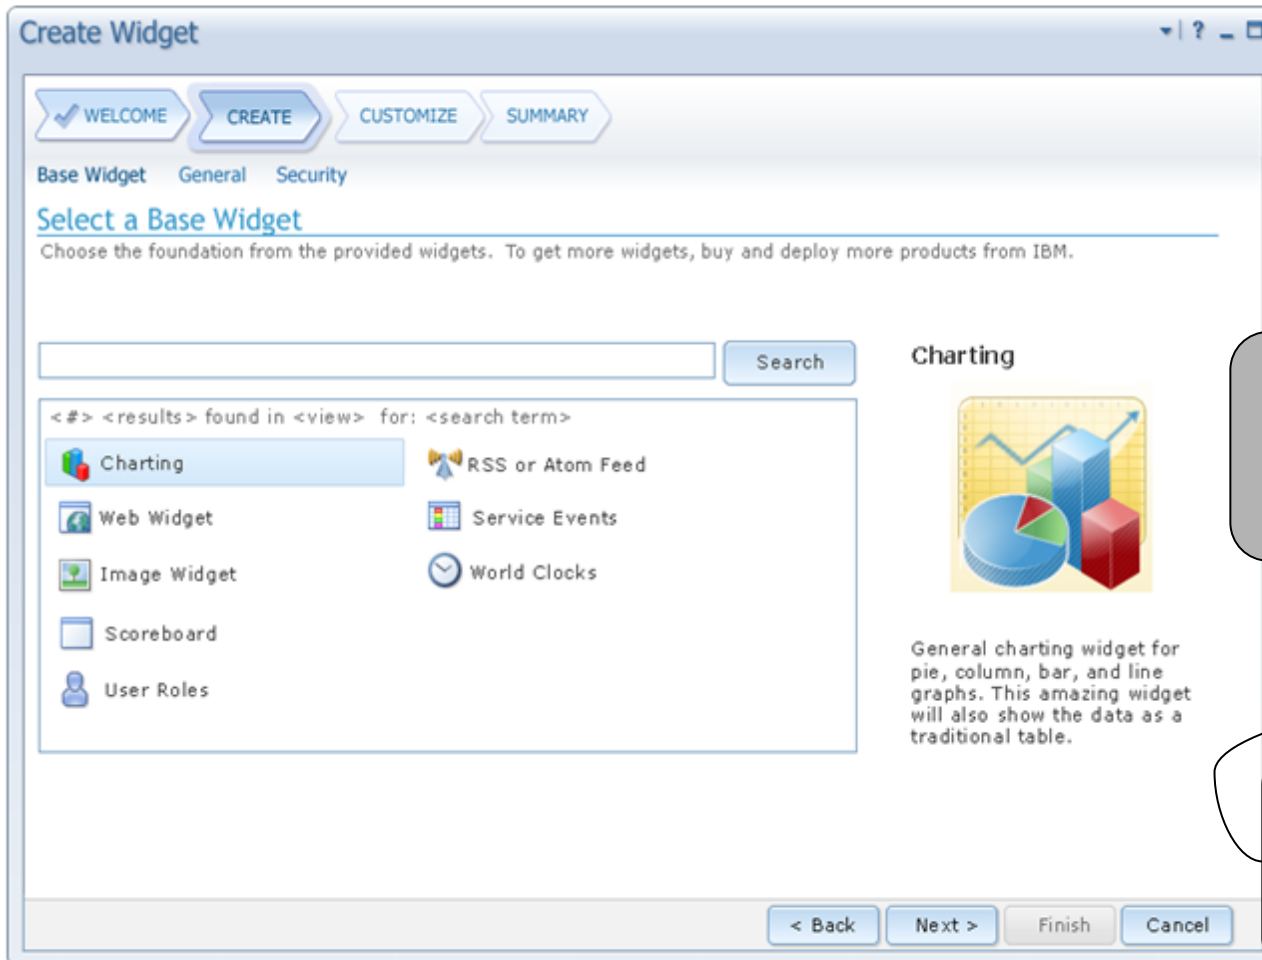 Create Widget
?
WELCOME CREATE CUSTOMIZE SUMMARY
Base Widget General Security
Select a Base Widget
Choose the foundation from the provided widgets. To get more widgets, buy and deploy more products from IBM.
Search
<#> <results> found in <view> for: <search term>
Charting
RSS or Atom Feed
Web Widget
Service Events
Image Widget
World Clocks
Scoreboard
User Roles
Charting
General charting widget for
pie, column, bar, and line
graphs. This amazing widget
will also show the data as a
traditional table.
< Back Next > Finish Cancel